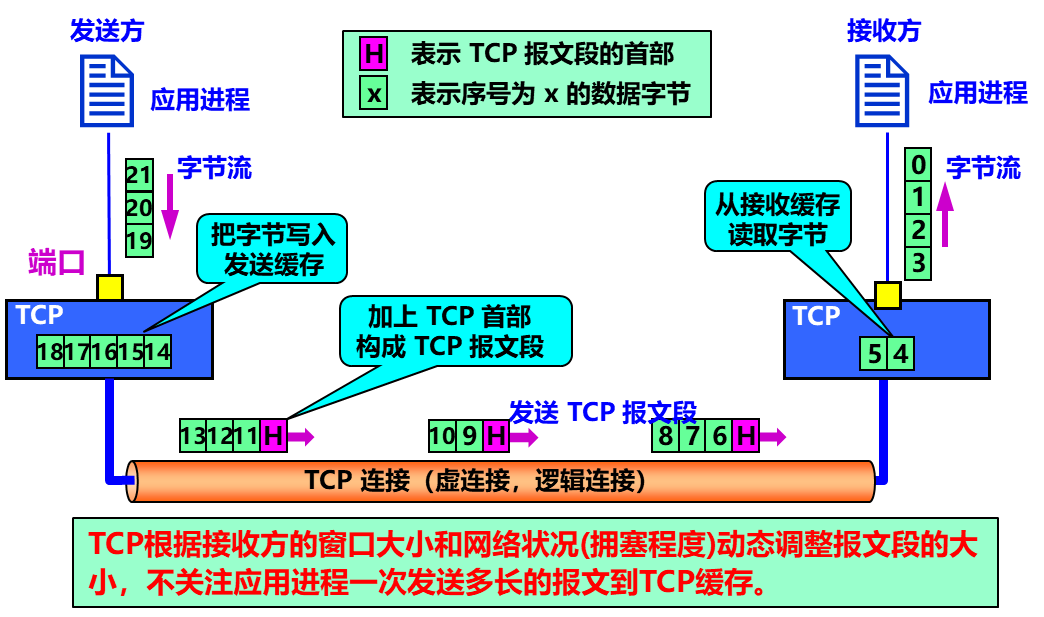 发送方
接收方
H 表示 TCP 报文段的首部
x 表示序号为 x 的数据字节
应用进程
应用进程
21
20
19
字节流
0
1
2
3
字节流
把字节写入
发送缓存
从接收缓存
读取字节
端口
TCP
18 17 16 15 14
加上 TCP 首部
构成 TCP 报文段
TCP
5 4
发送 TCP 报文段
13 12 11 H
10 9 H
8 7 6 H
TCP 连接（虚连接，逻辑连接）
TCP根据接收方的窗口大小和网络状况(拥塞程度)动态调整报文段的大
小，不关注应用进程一次发送多长的报文到TCP缓存。